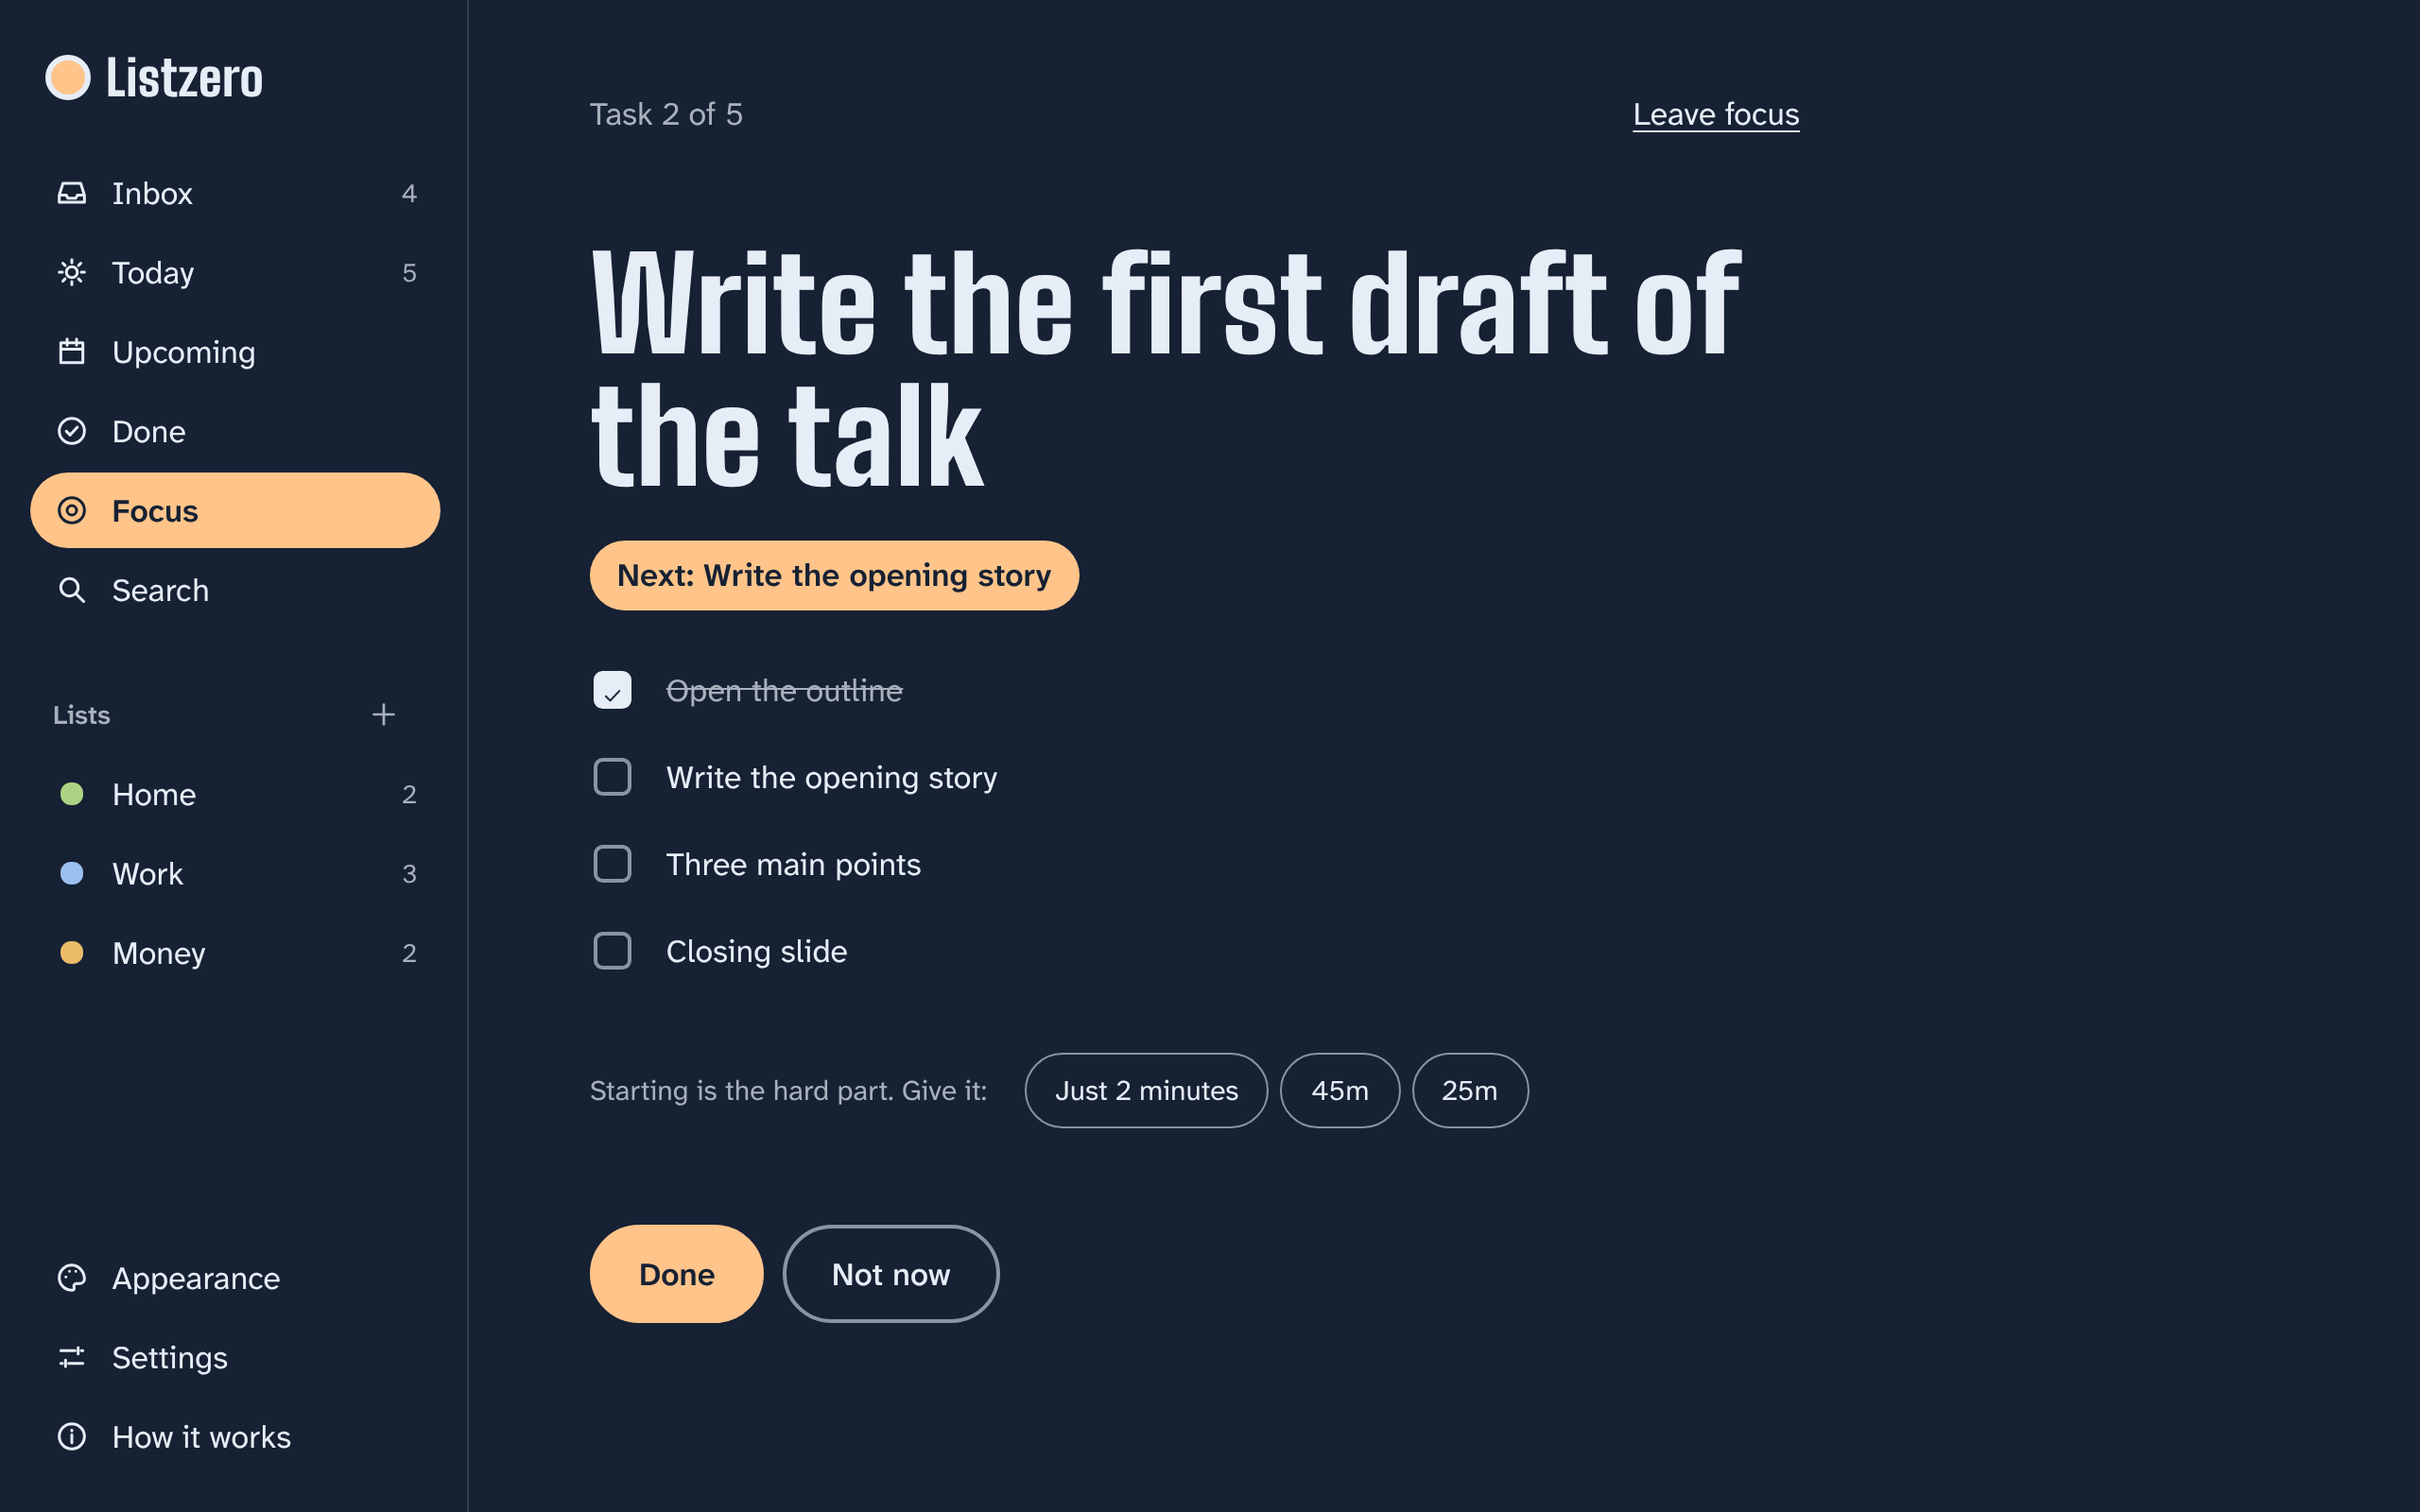 Listzero
Inbox 4
Today 5
Upcoming
Done
Focus
Search
Lists
Home 2
Work 3
Money 2
Appearance
Settings
How it works
Task 2 of 5
Leave focus
Write the first draft of
the talk
Next: Write the opening story
Open the outline
Write the opening story
Three main points
Closing slide
Starting is the hard part. Give it: Just 2 minutes 45m 25m
Done Not now